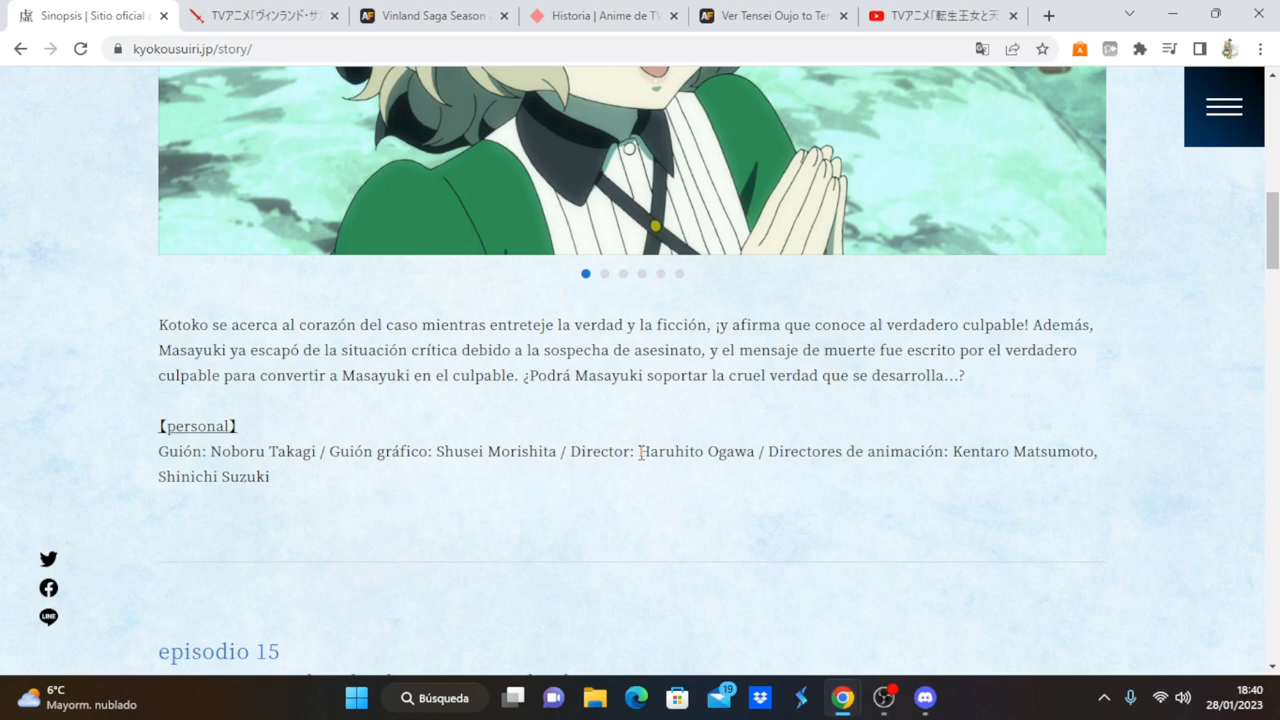 Sinopsis | Sitio oficial
TVアニメ「ヴィンランド・サ
Vinland Saga Season
Historia | Anime de TV
Ver Tensei Oujo to Ten
TVアニメ「転生王女と天
kyokousuiri.jp/story/
Kotoko se acerca al corazón del caso mientras entreteje la verdad y la ficción, ¡y afirma que conoce al verdadero culpable! Además,
Masayuki ya escapó de la situación crítica debido a la sospecha de asesinato, y el mensaje de muerte fue escrito por el verdadero
culpable para convertir a Masayuki en el culpable. ¿Podrá Masayuki soportar la cruel verdad que se desarrolla...?
【personal】
Guión: Noboru Takagi / Guión gráfico: Shusei Morishita / Director: Haruhito Ogawa / Directores de animación: Kentaro Matsumoto,
Shinichi Suzuki
LINE
episodio 15
6°C
Mayorm. nublado
Búsqueda
19
18:40
28/01/2023